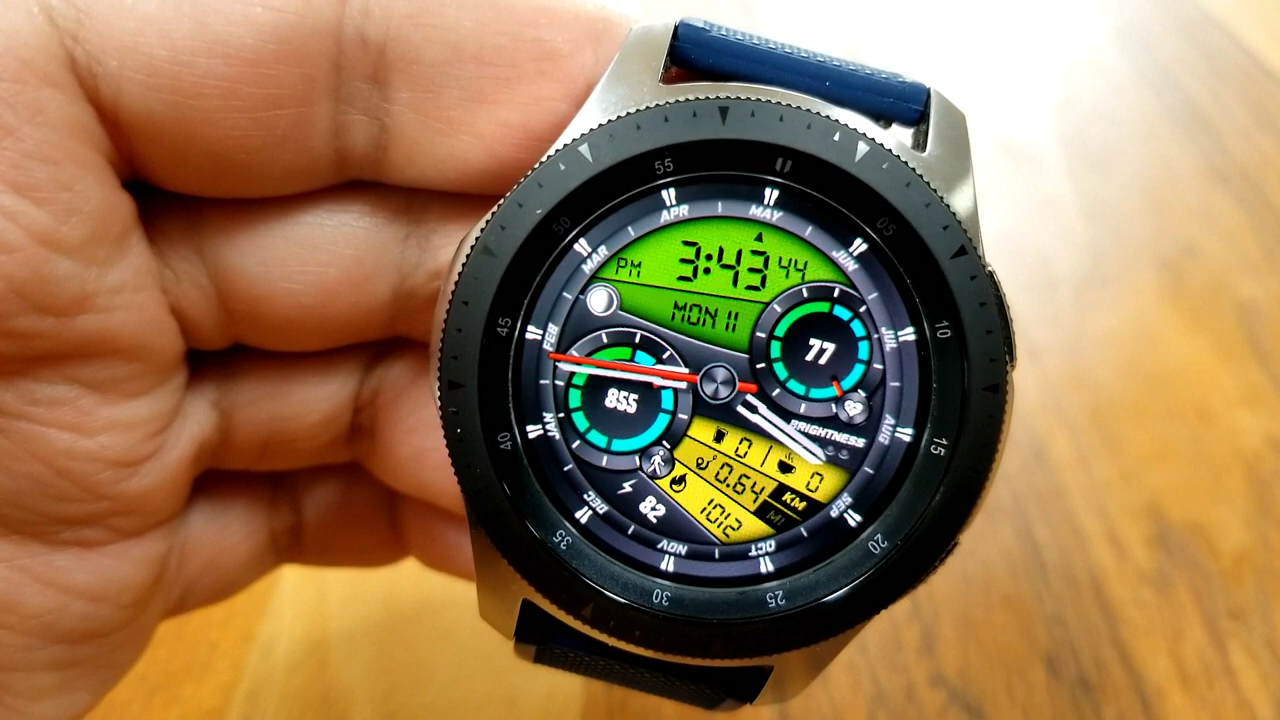 55
05
10
15
20
25
30
35
40
45
50
APR
MAY
JUN
JUL
AUG
SEP
OCT
NOV
DEC
JAN
FEB
MAR
PM 3:43 44
MON 11
77
855
BRIGHTNESS
0 | 0
0.64 KM
MI
1012
82